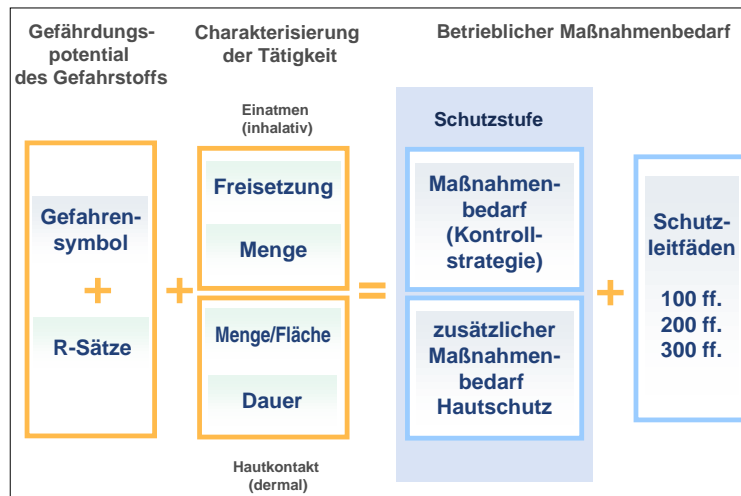 Gefährdungs-
potential
des Gefahrstoffs
Charakterisierung
der Tätigkeit
Betrieblicher Maßnahmenbedarf
Einatmen
(inhalativ)
Schutzstufe
Gefahren-
symbol
+
R-Sätze
+
Freisetzung
Menge
Menge/Fläche
Dauer
Hautkontakt
(dermal)
=
Maßnahmen-
bedarf
(Kontroll-
strategie)
zusätzlicher
Maßnahmen-
bedarf
Hautschutz
+
Schutz-
leitfäden
100 ff.
200 ff.
300 ff.